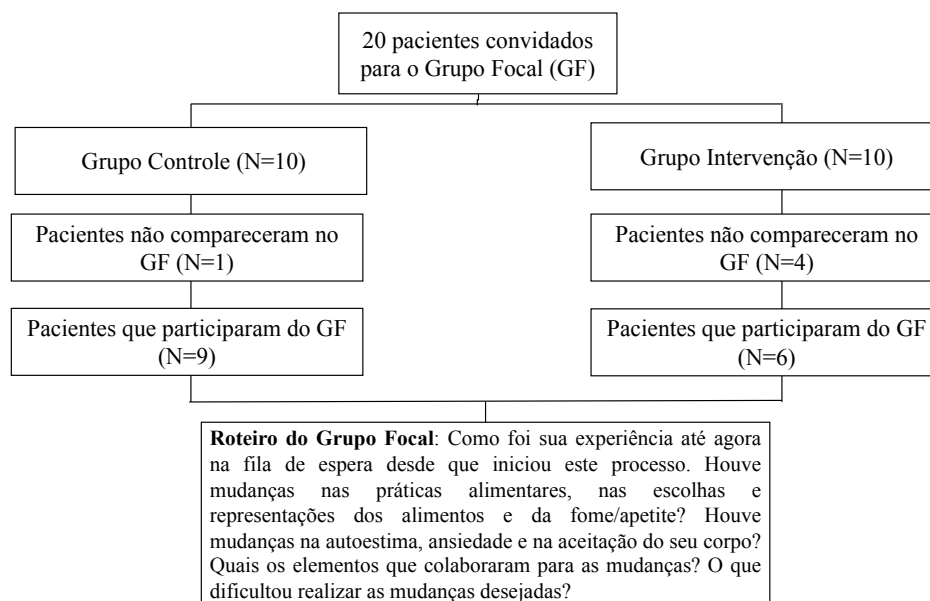 20 pacientes convidados
para o Grupo Focal (GF)
Grupo Controle (N=10)
Grupo Intervenção (N=10)
Pacientes não compareceram no
GF (N=1)
Pacientes não compareceram no
GF (N=4)
Pacientes que participaram do GF
(N=9)
Pacientes que participaram do GF
(N=6)
Roteiro do Grupo Focal: Como foi sua experiência até agora
na fila de espera desde que iniciou este processo. Houve
mudanças nas práticas alimentares, nas escolhas e
representações dos alimentos e da fome/apetite? Houve
mudanças na autoestima, ansiedade e na aceitação do seu corpo?
Quais os elementos que colaboraram para as mudanças? O que
dificultou realizar as mudanças desejadas?